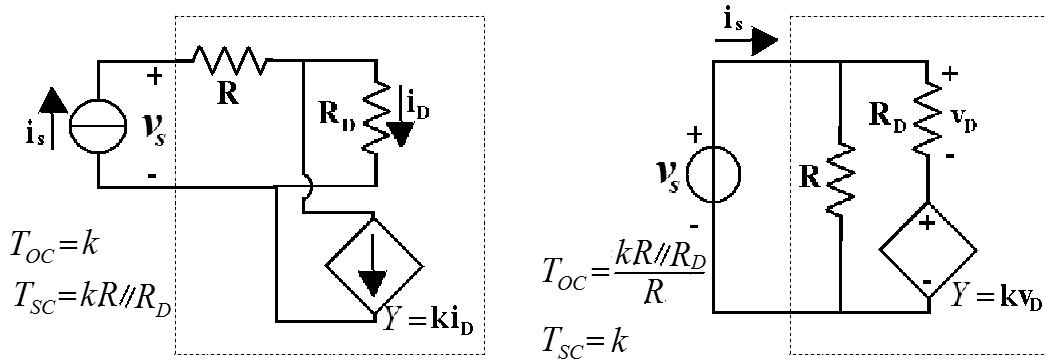 R
R_D
i_D
i_s
+
v_s
-
Y=ki_D
T_OC=k
T_SC=kR//R_D
i_s
+
v_s
-
R
R_D
+
v_D
-
+
-
Y=kv_D
T_OC=kR//R_D/R
T_SC=k